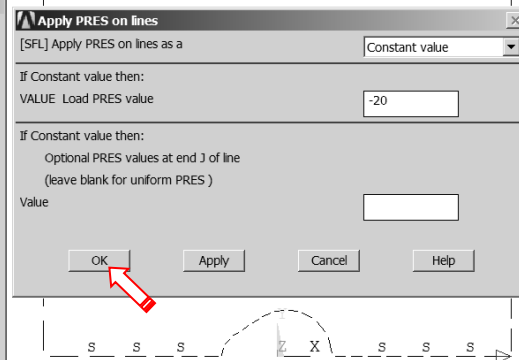 Apply PRES on lines
[SFL] Apply PRES on lines as a Constant value
If Constant value then:
VALUE Load PRES value -20
If Constant value then:
Optional PRES values at end J of line
(leave blank for uniform PRES )
Value
OK Apply Cancel Help
S S S Z X S S S